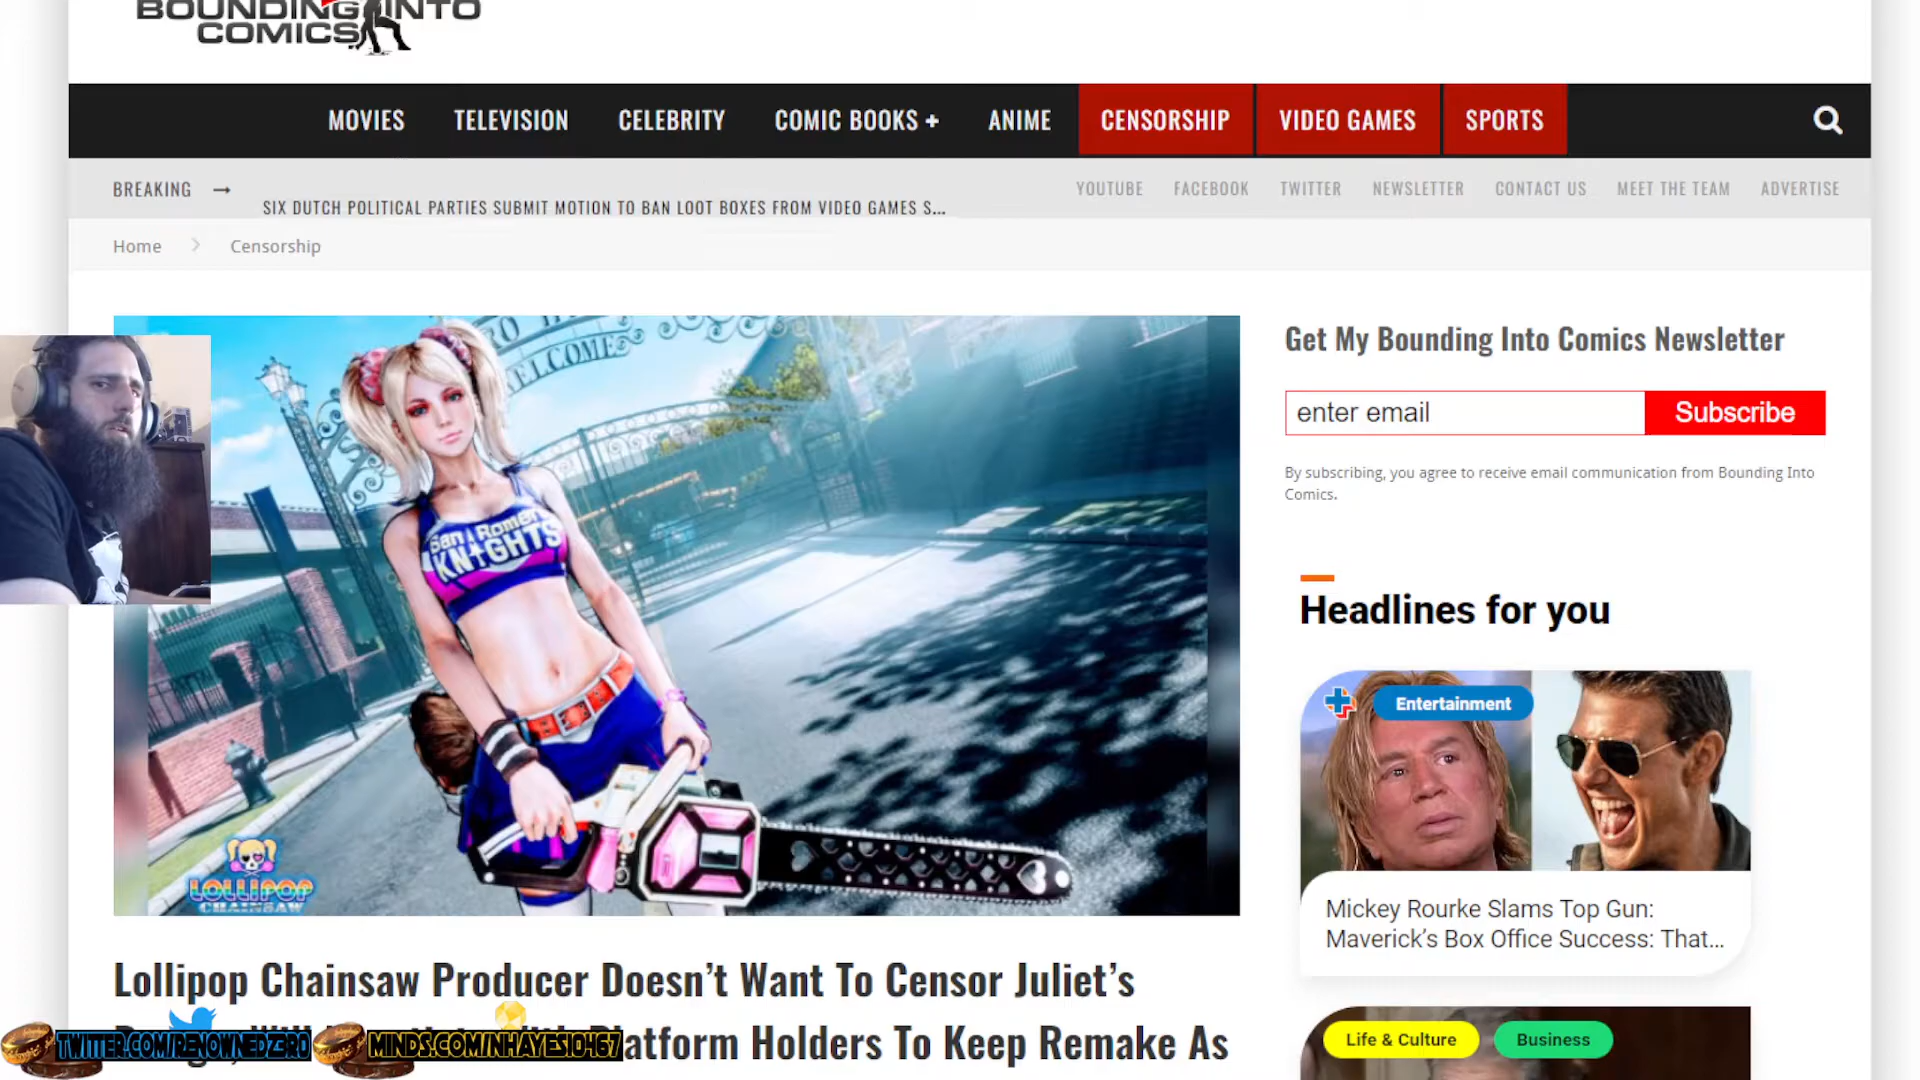 BOUNDING INTO
COMICS
MOVIES TELEVISION CELEBRITY COMIC BOOKS + ANIME CENSORSHIP VIDEO GAMES SPORTS
BREAKING → SIX DUTCH POLITICAL PARTIES SUBMIT MOTION TO BAN LOOT BOXES FROM VIDEO GAMES S... YOUTUBE FACEBOOK TWITTER NEWSLETTER CONTACT US MEET THE TEAM ADVERTISE
Home > Censorship
WELCOME
San Romero
KNIGHTS
LOLLIPOP
CHAINSAW
Lollipop Chainsaw Producer Doesn't Want To Censor Juliet's
Platform Holders To Keep Remake As
TWITTER.COM/RENOWNEDZER0
MINDS.COM/NHAYES10467
Get My Bounding Into Comics Newsletter
enter email Subscribe
By subscribing, you agree to receive email communication from Bounding Into
Comics.
Headlines for you
Entertainment
Mickey Rourke Slams Top Gun:
Maverick's Box Office Success: That...
Life & Culture Business